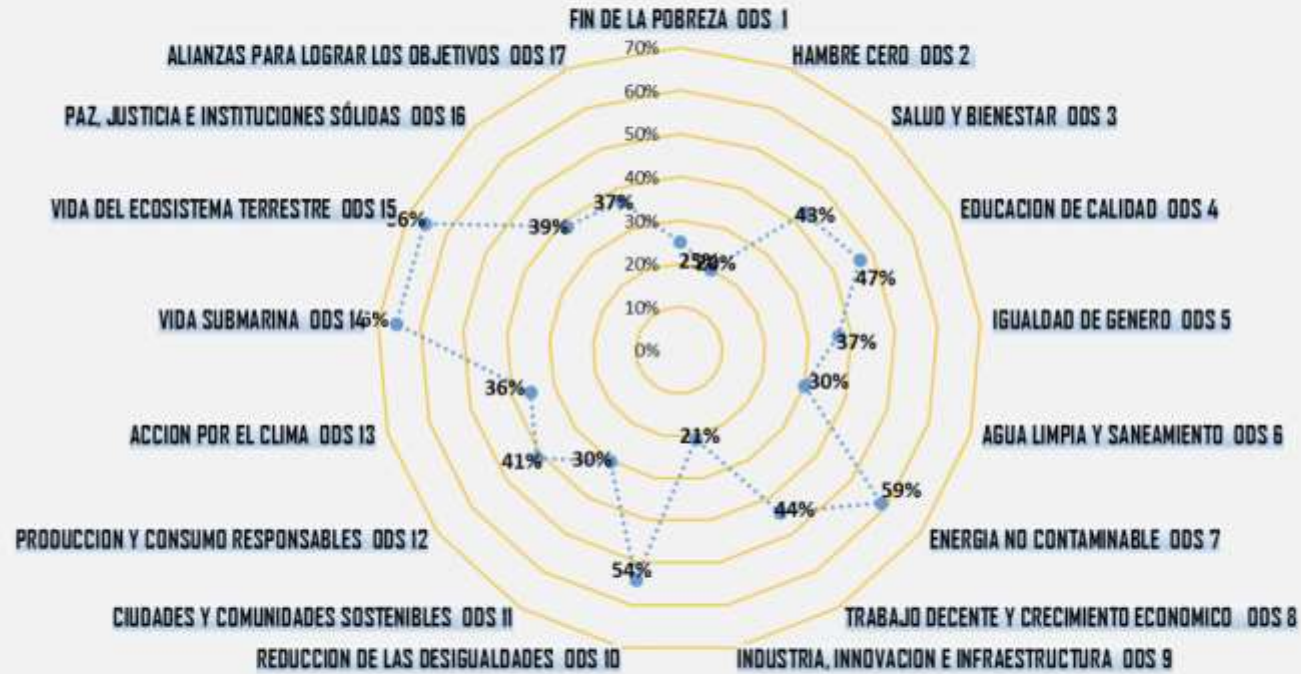 FIN DE LA POBREZA ODS 1
HAMBRE CERO ODS 2
SALUD Y BIENESTAR ODS 3
EDUCACION DE CALIDAD ODS 4
IGUALDAD DE GENERO ODS 5
AGUA LIMPIA Y SANEAMIENTO ODS 6
ENERGIA NO CONTAMINABLE ODS 7
TRABAJO DECENTE Y CRECIMIENTO ECONOMICO ODS 8
INDUSTRIA, INNOVACION E INFRAESTRUCTURA ODS 9
REDUCCION DE LAS DESIGUALDADES ODS 10
CIUDADES Y COMUNIDADES SOSTENIBLES ODS 11
PRODUCCION Y CONSUMO RESPONSABLES ODS 12
ACCION POR EL CLIMA ODS 13
VIDA SUBMARINA ODS 14
VIDA DEL ECOSISTEMA TERRESTRE ODS 15
PAZ, JUSTICIA E INSTITUCIONES SÓLIDAS ODS 16
ALIANZAS PARA LOGRAR LOS OBJETIVOS ODS 17
70%
60%
50%
40%
30%
20%
10%
0%
25%
43%
47%
37%
30%
59%
44%
21%
54%
30%
41%
36%
39%
37%